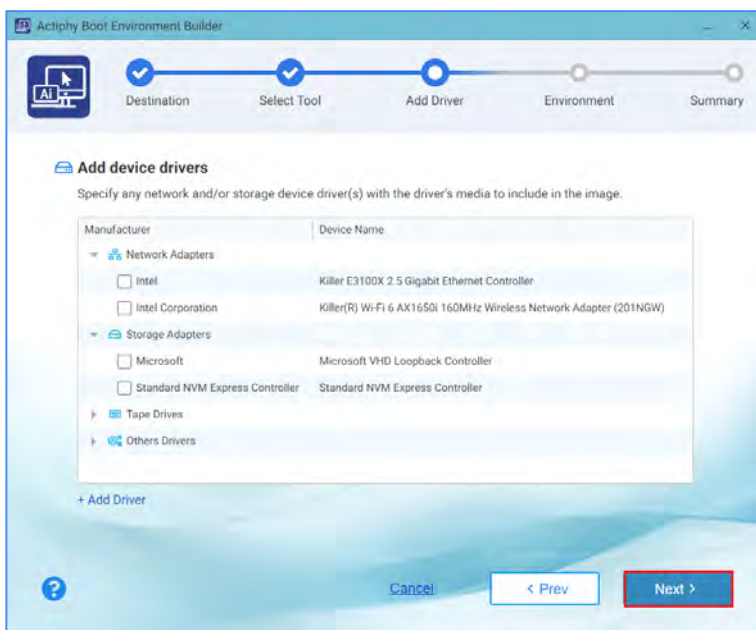 Actiphy Boot Environment Builder
Ai
Destination
Select Tool
Add Driver
Environment
Summary
Add device drivers
Specify any network and/or storage device driver(s) with the driver's media to include in the image.
Manufacturer Device Name
Network Adapters
Intel Killer E3100X 2.5 Gigabit Ethernet Controller
Intel Corporation Killer(R) Wi-Fi 6 AX1650i 160MHz Wireless Network Adapter (201NGW)
Storage Adapters
Microsoft Microsoft VHD Loopback Controller
Standard NVM Express Controller Standard NVM Express Controller
Tape Drives
Others Drivers
+ Add Driver
?
Cancel
< Prev
Next >